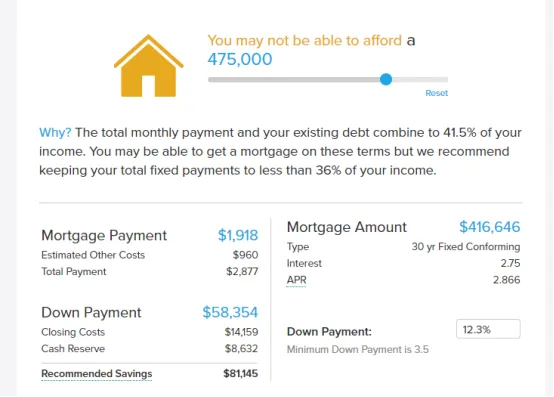 You may not be able to afford a
475,000
Reset
Why? The total monthly payment and your existing debt combine to 41.5% of your
income. You may be able to get a mortgage on these terms but we recommend
keeping your total fixed payments to less than 36% of your income.
Mortgage Payment $1,918
Estimated Other Costs $960
Total Payment $2,877
Down Payment $58,354
Closing Costs $14,159
Cash Reserve $8,632
Recommended Savings $81,145
Mortgage Amount $416,646
Type 30 yr Fixed Conforming
Interest 2.75
APR 2.866
Down Payment: 12.3%
Minimum Down Payment is 3.5